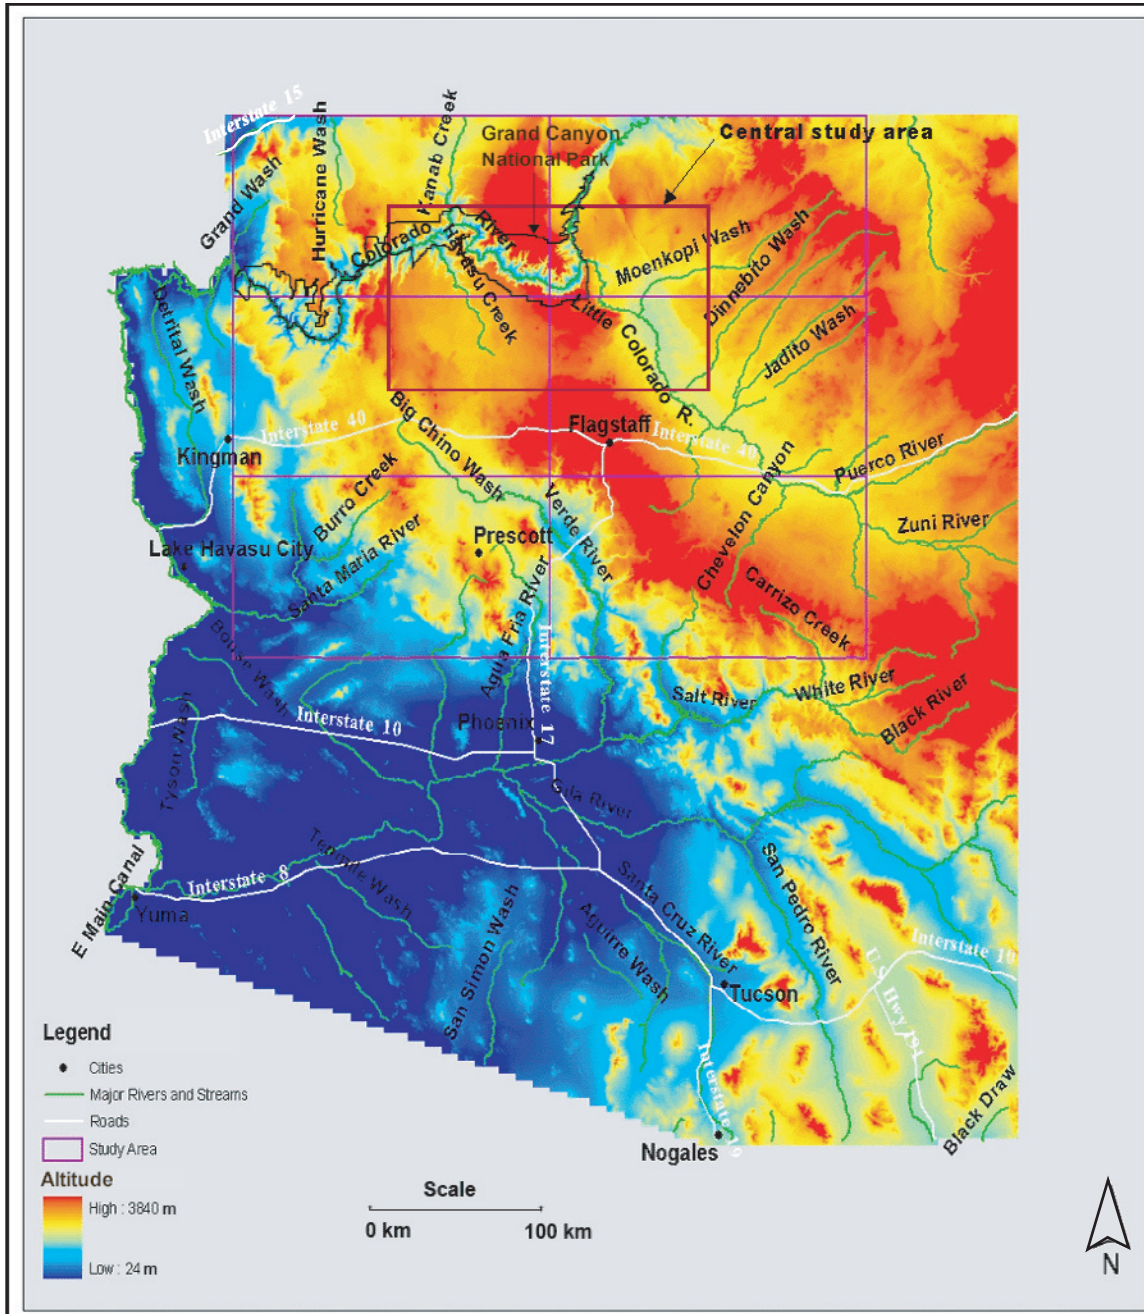 Interstate 15
Hurricane Wash
Kanab Creek
Grand Canyon
National Park
Central study area
Grand Wash
Colorado
River
Havasu Creek
Moenkopi Wash
Dinnebito Wash
Detrital Wash
Little
Colorado R.
Jadito Wash
Big Chino Wash
Interstate 40
Flagstaff
Interstate 40
Kingman
Puerco River
Chevelon Canyon
Burro Creek
Verde River
Zuni River
Prescott
Lake Havasu City
Santa Maria River
Carrizo Creek
Agua Fria River
Bouse Wash
Interstate 17
Salt River
White River
Black River
Tyson Wash
Interstate 10
Phoenix
Gila River
Tenmile Wash
E Main Canal
Interstate 8
Yuma
San Simon Wash
Aguirre Wash
Santa Cruz River
San Pedro River
Interstate 10
Tucson
U.S. Hwy 191
Interstate 19
Black Draw
Nogales
Legend
Cities
Major Rivers and Streams
Roads
Study Area
Altitude
High : 3840 m
Low : 24 m
Scale
0 km
100 km
N